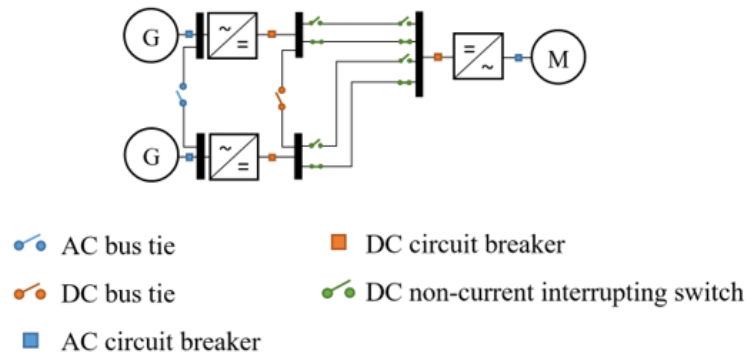 G
~
=
=
~
M
G
~
=
AC bus tie
DC circuit breaker
DC bus tie
DC non-current interrupting switch
AC circuit breaker